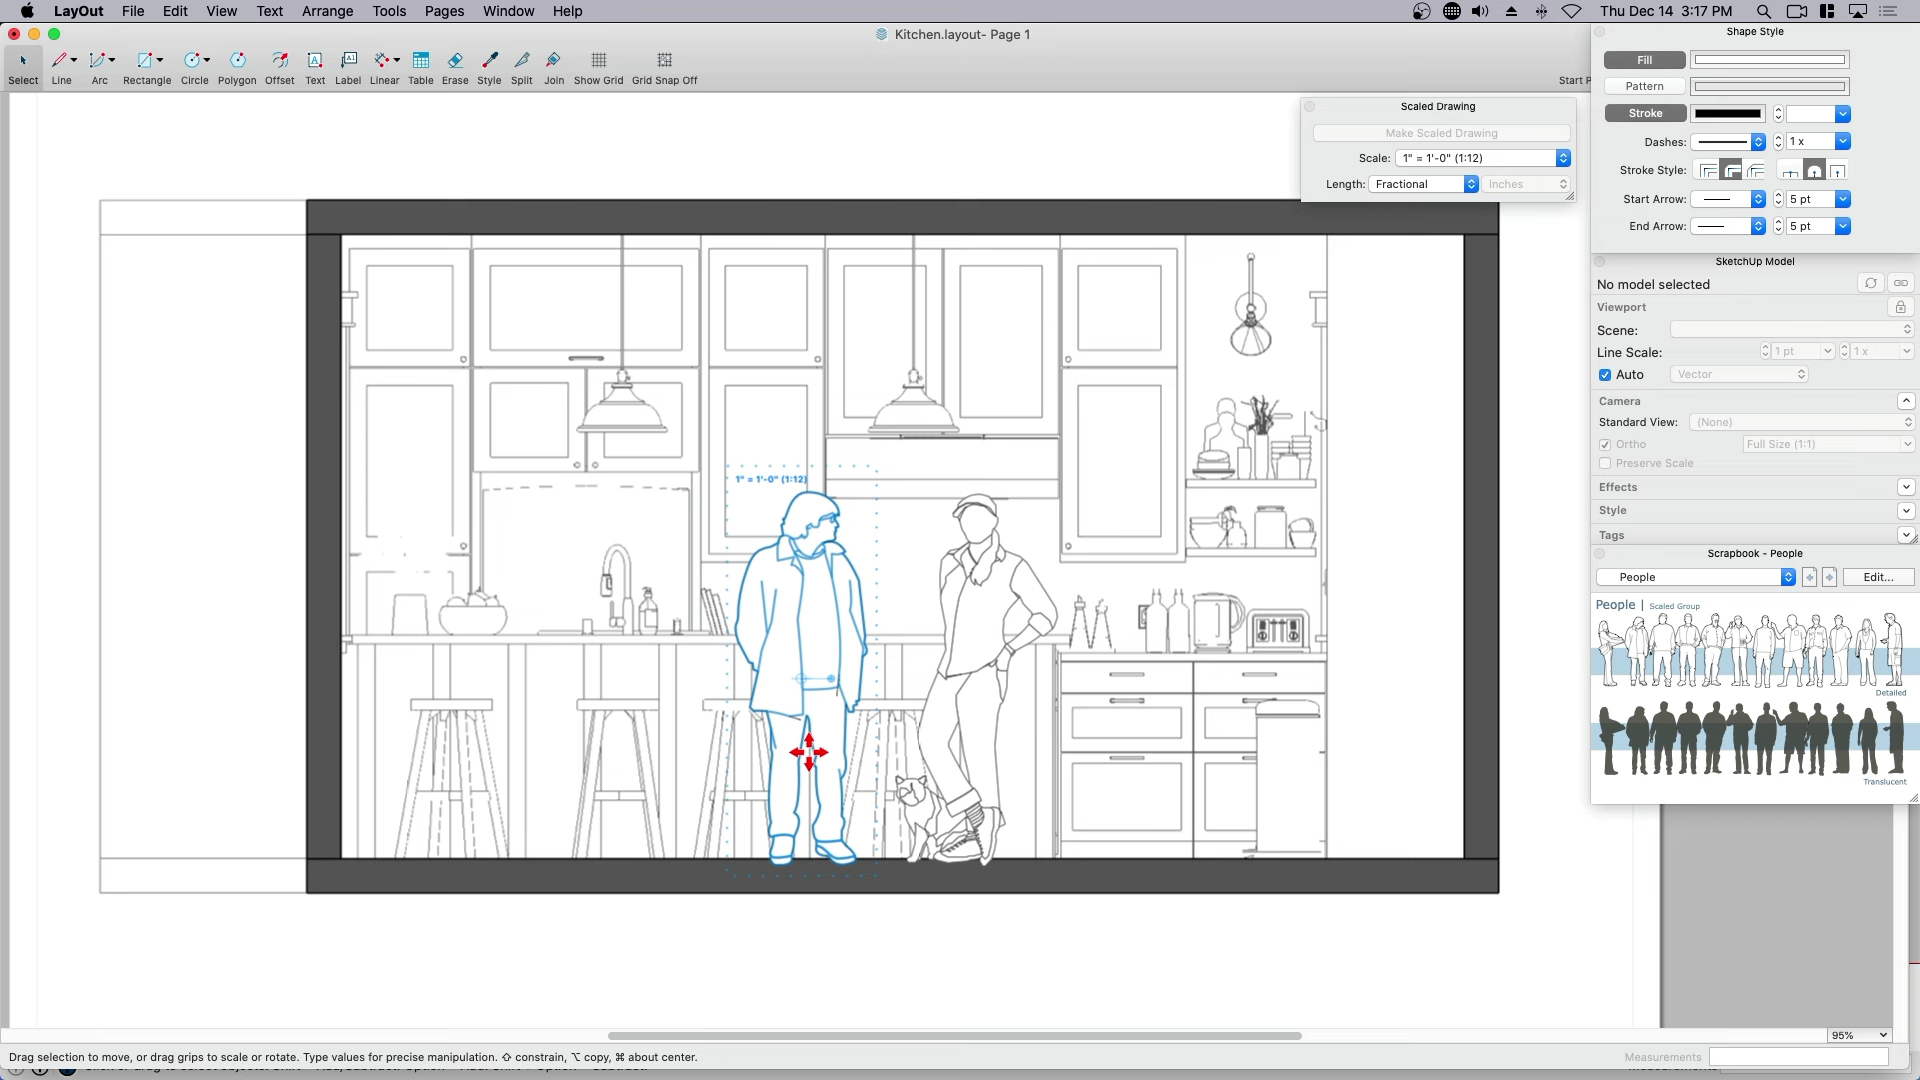 LayOut File Edit View Text Arrange Tools Pages Window Help
Thu Dec 14 3:17 PM
Kitchen.layout- Page 1
Select Line Arc Rectangle Circle Polygon Offset Text Label Linear Table Erase Style Split Join Show Grid Grid Snap Off
Start P
Scaled Drawing
Make Scaled Drawing
Scale: 1" = 1'-0" (1:12)
Length: Fractional Inches
Shape Style
Fill
Pattern
Stroke
Dashes: 1 x
Stroke Style:
Start Arrow: 5 pt
End Arrow: 5 pt
SketchUp Model
No model selected
Viewport
Scene:
Line Scale: 1 pt 1 x
Auto Vector
Camera
Standard View: (None)
Ortho Full Size (1:1)
Preserve Scale
Effects
Style
Tags
Scrapbook - People
People Edit...
People | Scaled Group
Detailed
Translucent
1" = 1'-0" (1:12)
95%
Drag selection to move, or drag grips to scale or rotate. Type values for precise manipulation. ⇧ constrain, ⌥ copy, ⌘ about center.
Measurements